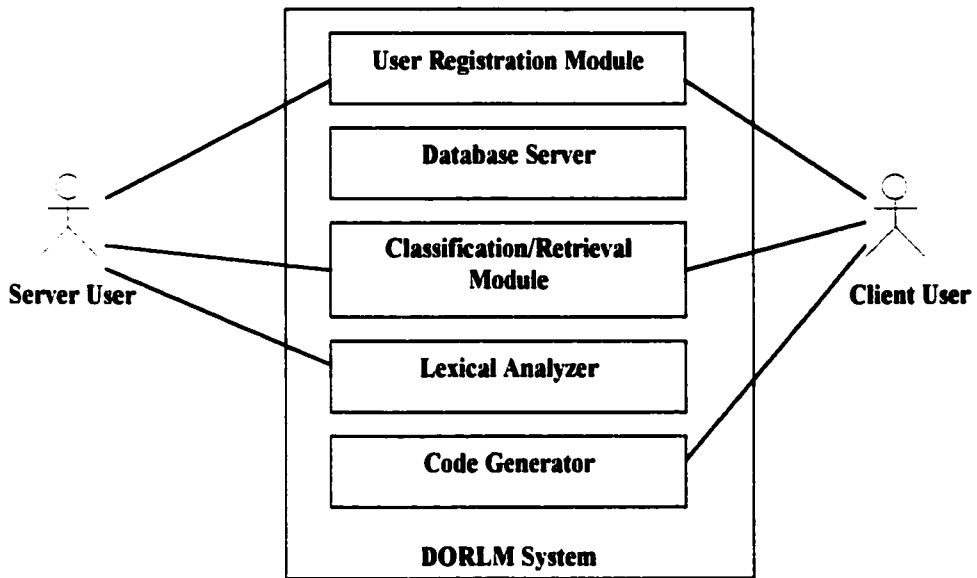 User Registration Module
Database Server
Classification/Retrieval
Module
Server User
Client User
Lexical Analyzer
Code Generator
DORLM System